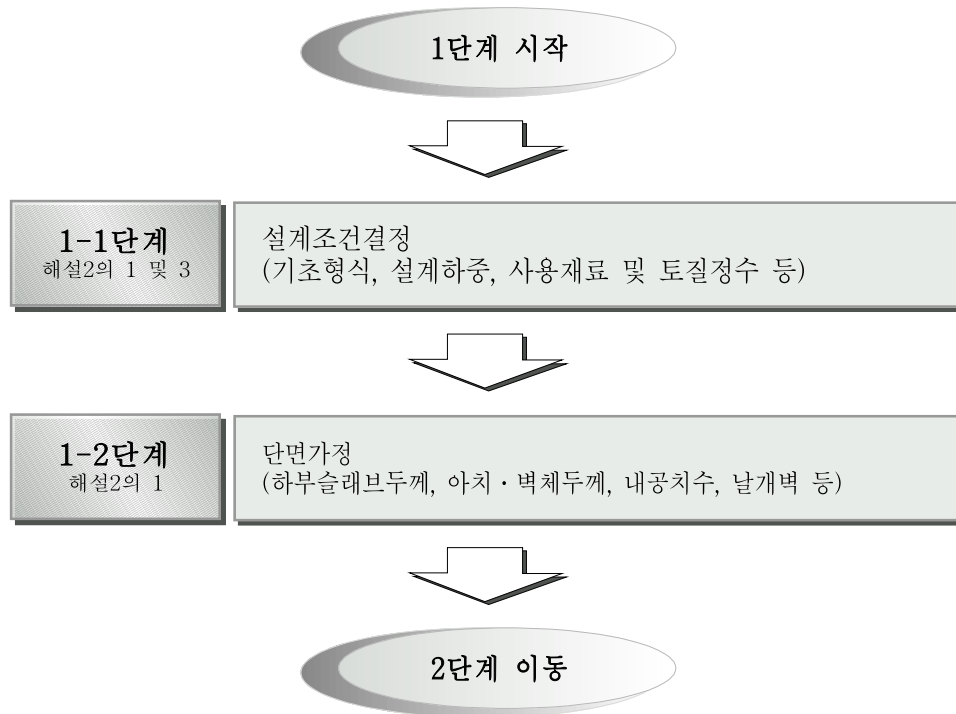 1단계 시작
1-1단계
해설2의 1 및 3
설계조건결정
(기초형식, 설계하중, 사용재료 및 토질정수 등)
1-2단계
해설2의 1
단면가정
(하부슬래브두께, 아치・벽체두께, 내공치수, 날개벽 등)
2단계 이동